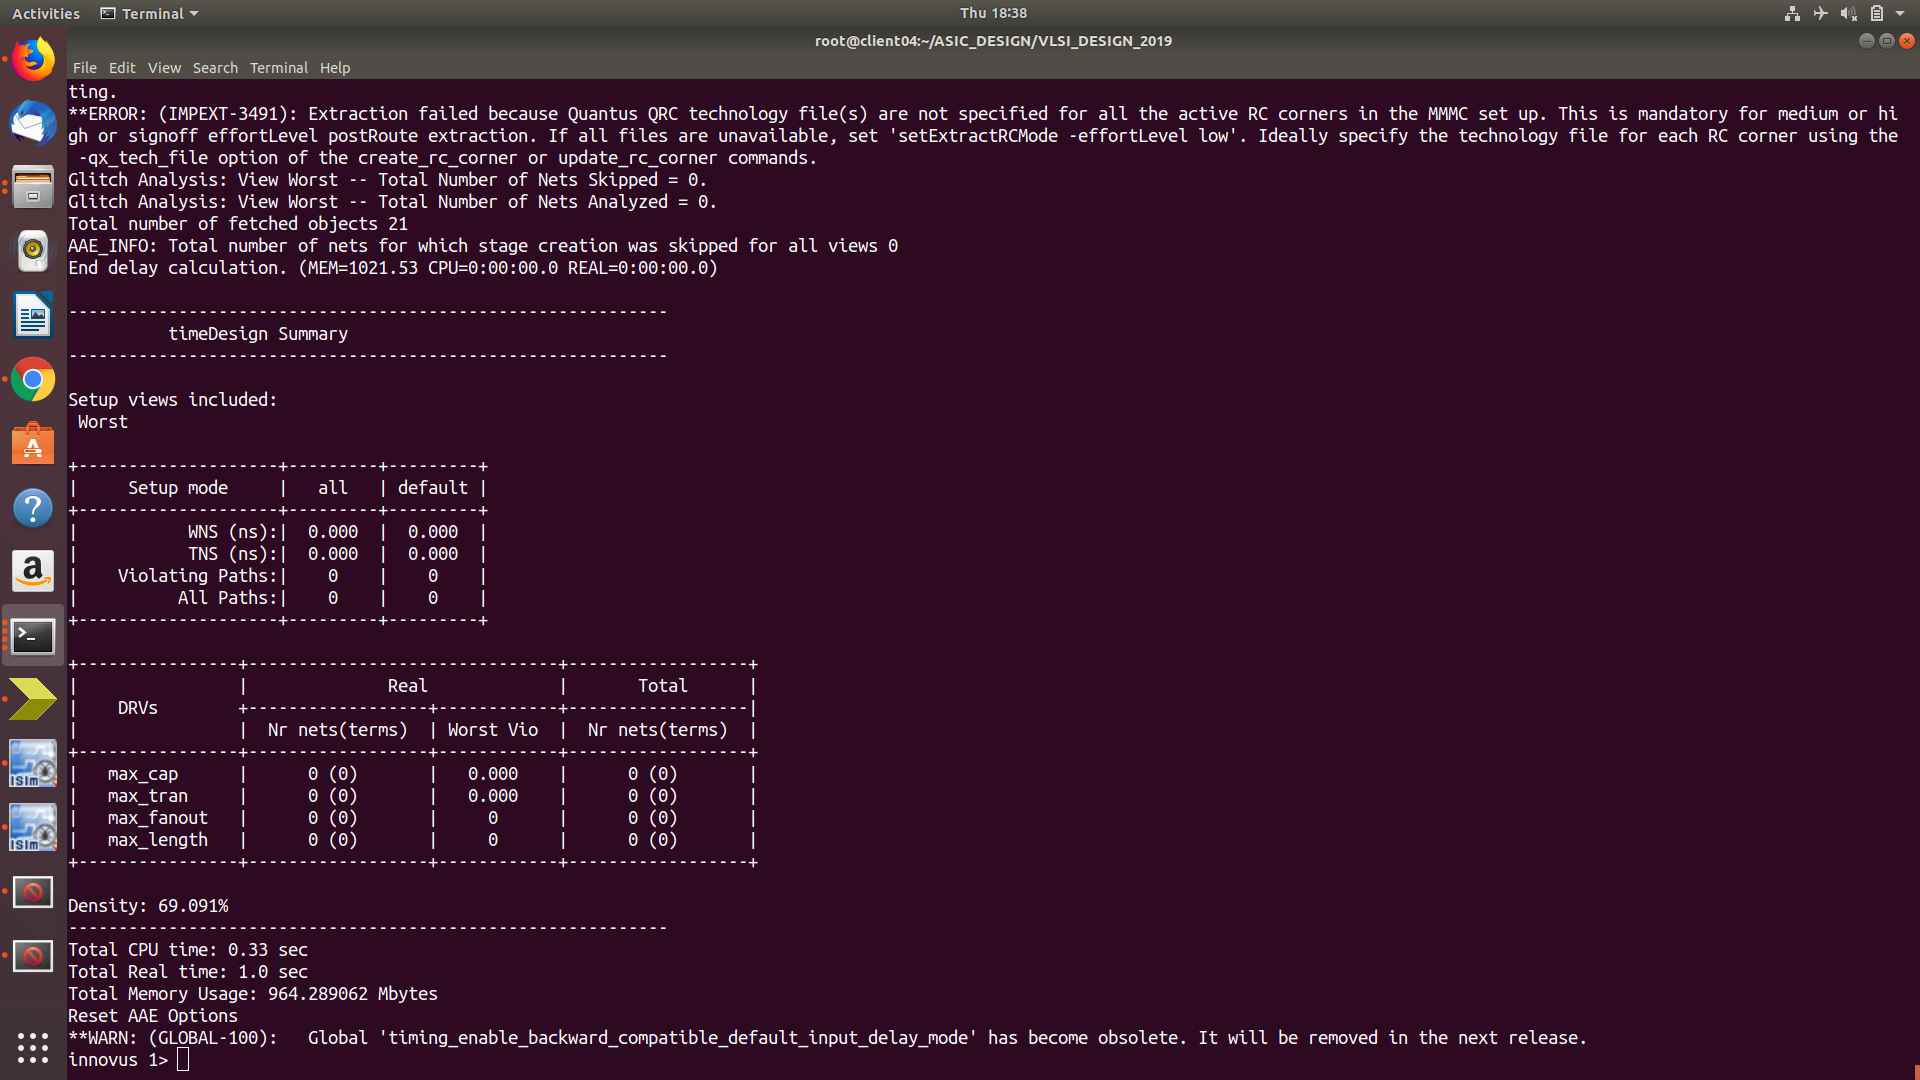 Activities Terminal Thu 18:38
root@client04:~/ASIC_DESIGN/VLSI_DESIGN_2019
File Edit View Search Terminal Help
ting.
**ERROR: (IMPEXT-3491): Extraction failed because Quantus QRC technology file(s) are not specified for all the active RC corners in the MMMC set up. This is mandatory for medium or hi
gh or signoff effortLevel postRoute extraction. If all files are unavailable, set 'setExtractRCMode -effortLevel low'. Ideally specify the technology file for each RC corner using the
 -qx_tech_file option of the create_rc_corner or update_rc_corner commands.
Glitch Analysis: View Worst -- Total Number of Nets Skipped = 0.
Glitch Analysis: View Worst -- Total Number of Nets Analyzed = 0.
Total number of fetched objects 21
AAE_INFO: Total number of nets for which stage creation was skipped for all views 0
End delay calculation. (MEM=1021.53 CPU=0:00:00.0 REAL=0:00:00.0)
------------------------------------------------------------
          timeDesign Summary
------------------------------------------------------------
Setup views included:
 Worst
+--------------------+---------+---------+
|     Setup mode     |   all   | default |
+--------------------+---------+---------+
|           WNS (ns):|  0.000  |  0.000  |
|           TNS (ns):|  0.000  |  0.000  |
|    Violating Paths:|    0    |    0    |
|          All Paths:|    0    |    0    |
+--------------------+---------+---------+
+----------------+-------------------------------+------------------+
|                |              Real             |       Total      |
|    DRVs        +------------------+------------+------------------|
|                |  Nr nets(terms)  | Worst Vio  |  Nr nets(terms)  |
+----------------+------------------+------------+------------------+
|   max_cap      |      0 (0)       |   0.000    |      0 (0)       |
|   max_tran     |      0 (0)       |   0.000    |      0 (0)       |
|   max_fanout   |      0 (0)       |     0      |      0 (0)       |
|   max_length   |      0 (0)       |     0      |      0 (0)       |
+----------------+------------------+------------+------------------+
Density: 69.091%
------------------------------------------------------------
Total CPU time: 0.33 sec
Total Real time: 1.0 sec
Total Memory Usage: 964.289062 Mbytes
Reset AAE Options
**WARN: (GLOBAL-100):   Global 'timing_enable_backward_compatible_default_input_delay_mode' has become obsolete. It will be removed in the next release.
innovus 1>
ISim
ISim